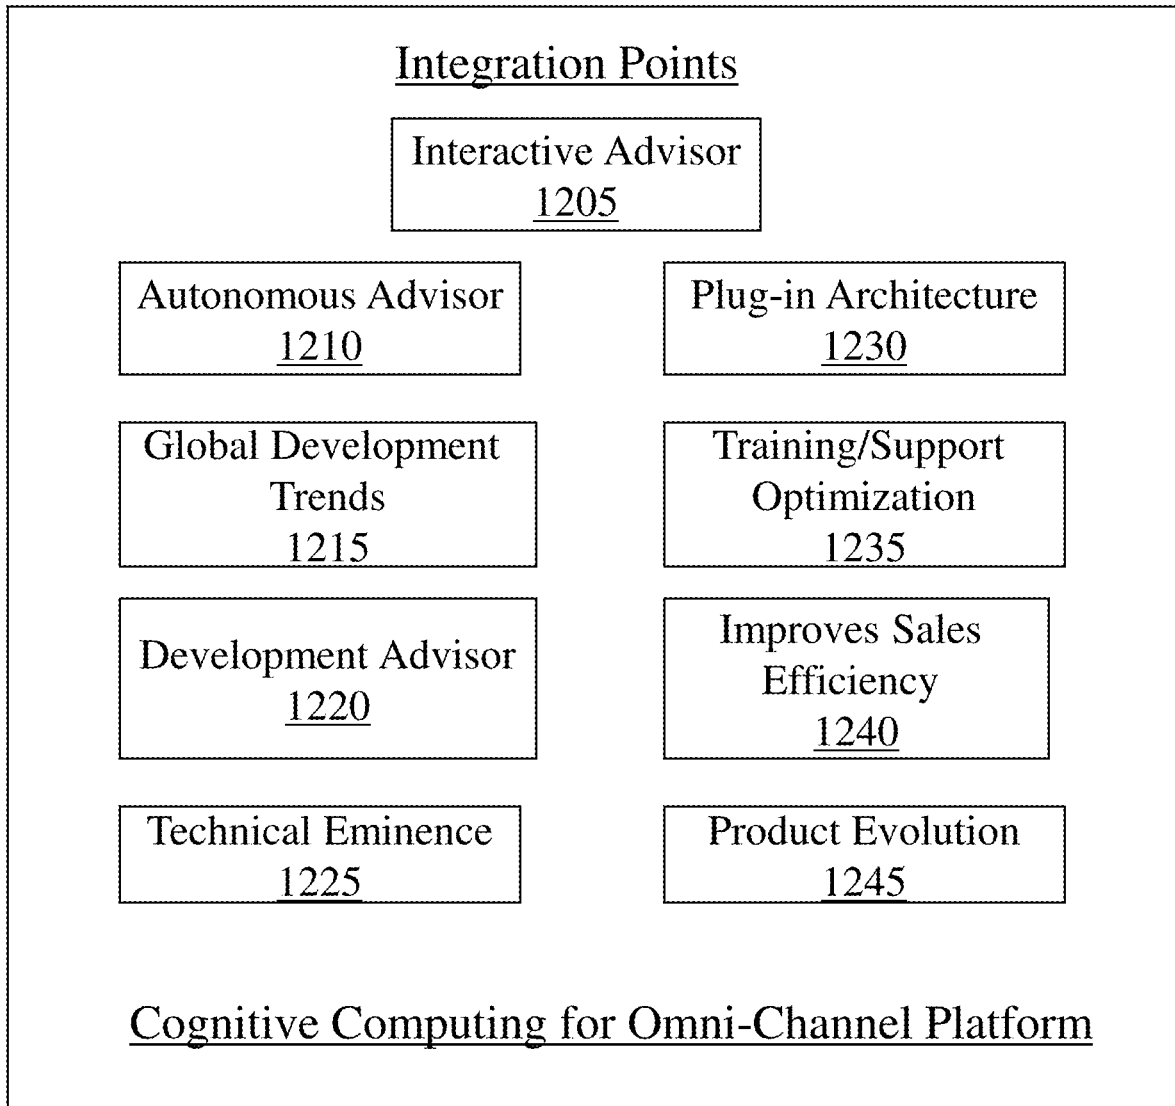 Integration Points
Interactive Advisor
1205
Autonomous Advisor
1210
Plug-in Architecture
1230
Global Development
Trends
1215
Training/Support
Optimization
1235
Development Advisor
1220
Improves Sales
Efficiency
1240
Technical Eminence
1225
Product Evolution
1245
Cognitive Computing for Omni-Channel Platform